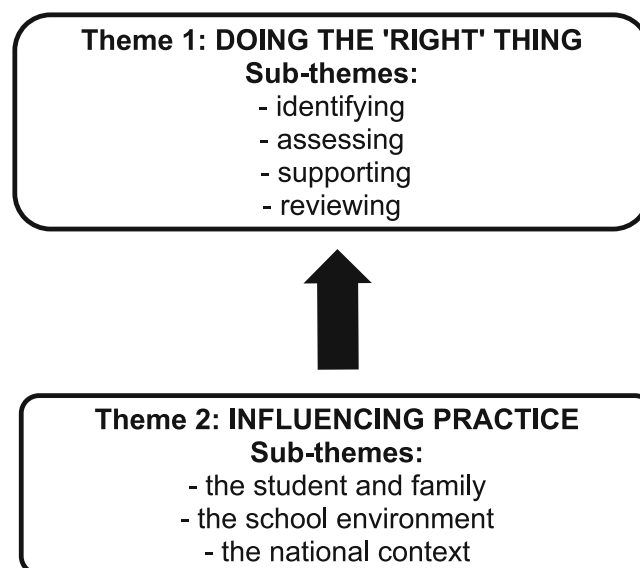 Theme 1: DOING THE 'RIGHT' THING
Sub-themes:
- identifying
- assessing
- supporting
- reviewing
Theme 2: INFLUENCING PRACTICE
Sub-themes:
- the student and family
- the school environment
- the national context